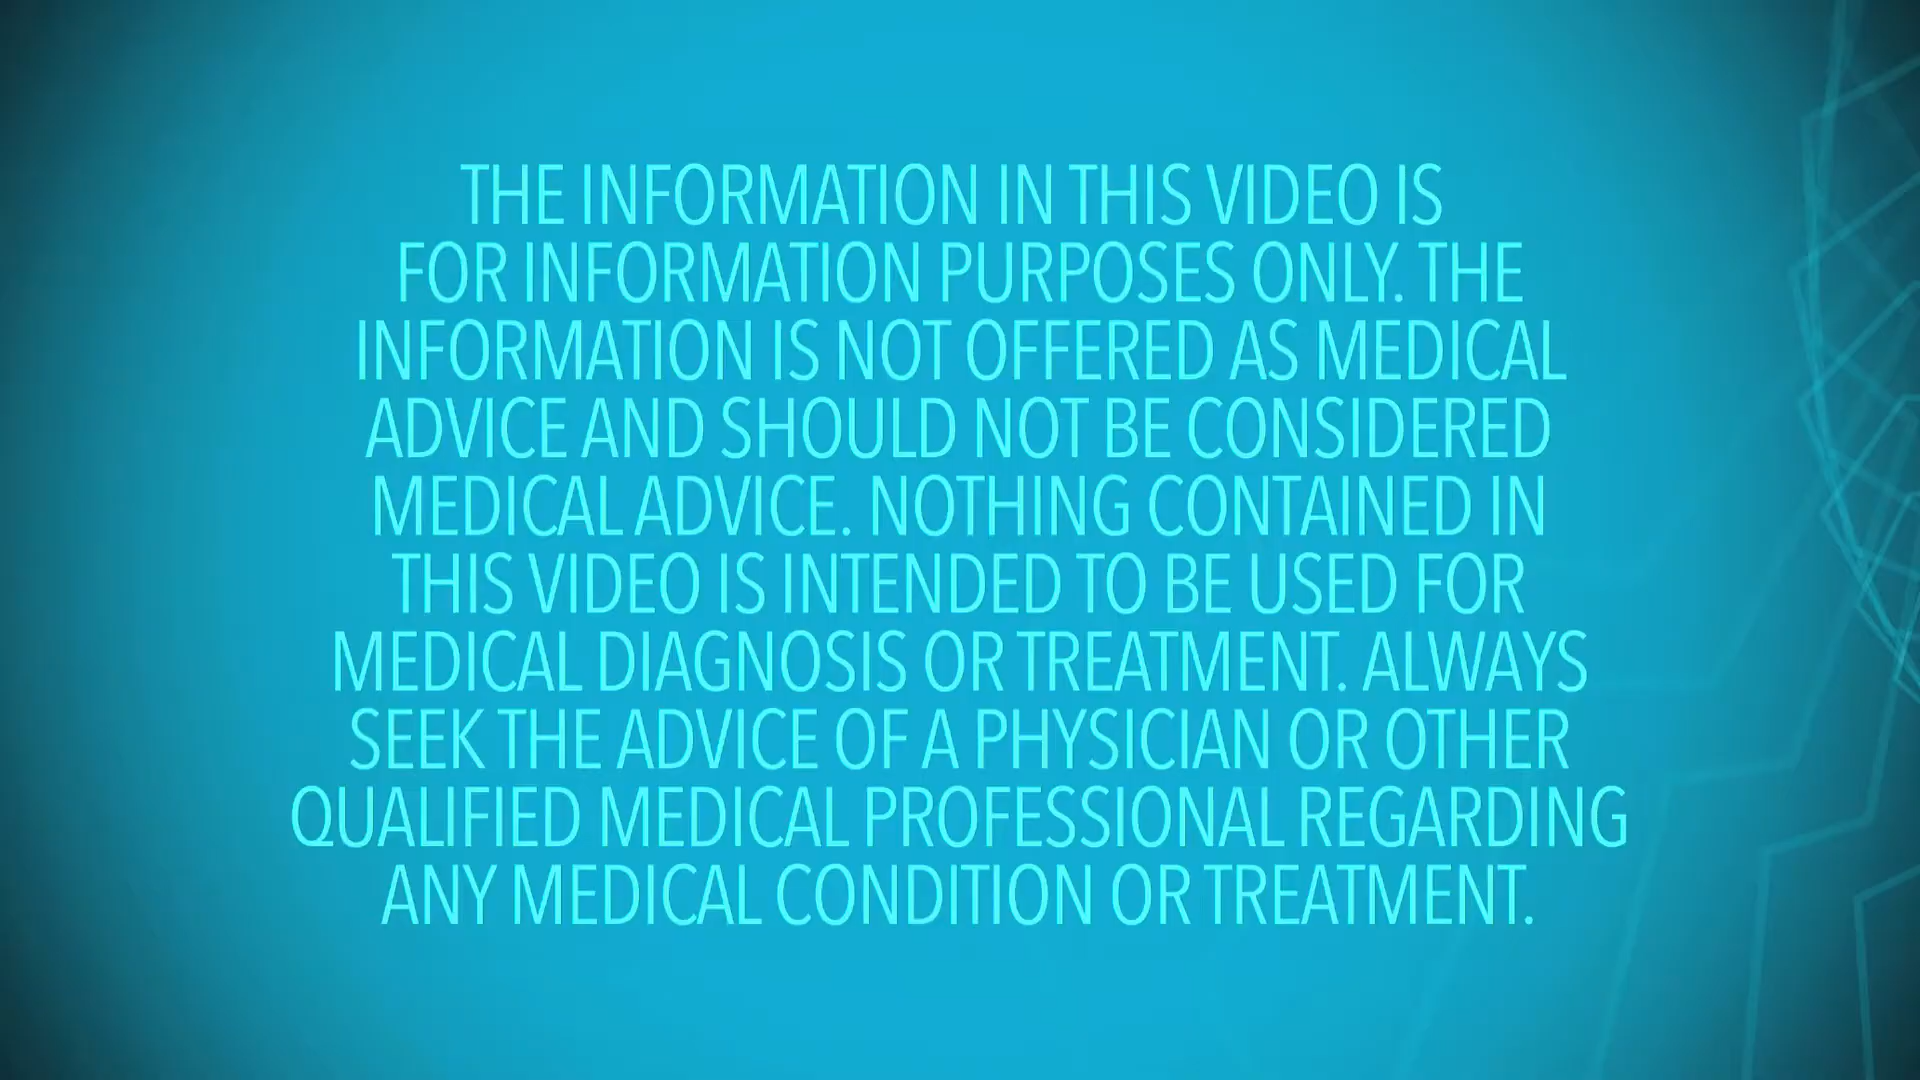 THE INFORMATION IN THIS VIDEO IS
FOR INFORMATION PURPOSES ONLY. THE
INFORMATION IS NOT OFFERED AS MEDICAL
ADVICE AND SHOULD NOT BE CONSIDERED
MEDICAL ADVICE. NOTHING CONTAINED IN
THIS VIDEO IS INTENDED TO BE USED FOR
MEDICAL DIAGNOSIS OR TREATMENT. ALWAYS
SEEK THE ADVICE OF A PHYSICIAN OR OTHER
QUALIFIED MEDICAL PROFESSIONAL REGARDING
ANY MEDICAL CONDITION OR TREATMENT.